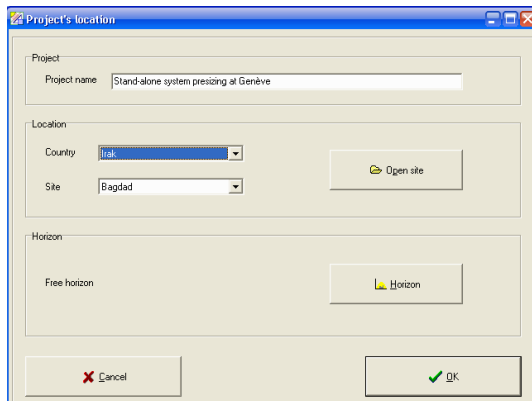 Project's location
Project
Project name Stand-alone system presizing at Genève
Location
Country Irak
Open site
Site Bagdad
Horizon
Free horizon Horizon
Cancel OK